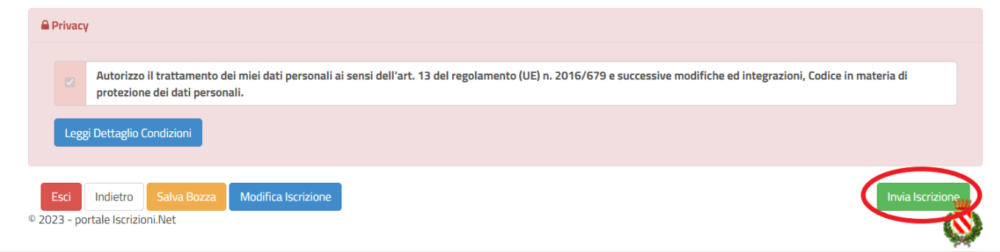 Privacy
Autorizzo il trattamento dei miei dati personali ai sensi dell'art. 13 del regolamento (UE) n. 2016/679 e successive modifiche ed integrazioni, Codice in materia di
protezione dei dati personali.
Leggi Dettaglio Condizioni
Esci Indietro Salva Bozza Modifica Iscrizione Invia Iscrizione
© 2023 - portale Iscrizioni.Net